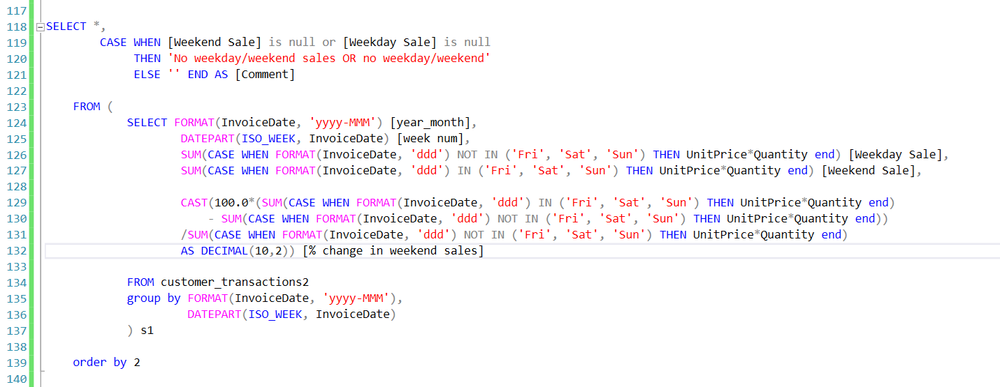 117
118 SELECT *,
119 CASE WHEN [Weekend Sale] is null or [Weekday Sale] is null
120 THEN 'No weekday/weekend sales OR no weekday/weekend'
121 ELSE '' END AS [Comment]
122
123 FROM (
124 SELECT FORMAT(InvoiceDate, 'yyyy-MMM') [year_month],
125 DATEPART(ISO_WEEK, InvoiceDate) [week num],
126 SUM(CASE WHEN FORMAT(InvoiceDate, 'ddd') NOT IN ('Fri', 'Sat', 'Sun') THEN UnitPrice*Quantity end) [Weekday Sale],
127 SUM(CASE WHEN FORMAT(InvoiceDate, 'ddd') IN ('Fri', 'Sat', 'Sun') THEN UnitPrice*Quantity end) [Weekend Sale],
128
129 CAST(100.0*(SUM(CASE WHEN FORMAT(InvoiceDate, 'ddd') IN ('Fri', 'Sat', 'Sun') THEN UnitPrice*Quantity end)
130 - SUM(CASE WHEN FORMAT(InvoiceDate, 'ddd') NOT IN ('Fri', 'Sat', 'Sun') THEN UnitPrice*Quantity end))
131 /SUM(CASE WHEN FORMAT(InvoiceDate, 'ddd') NOT IN ('Fri', 'Sat', 'Sun') THEN UnitPrice*Quantity end)
132 AS DECIMAL(10,2)) [% change in weekend sales]
133
134 FROM customer_transactions2
135 group by FORMAT(InvoiceDate, 'yyyy-MMM'),
136 DATEPART(ISO_WEEK, InvoiceDate)
137 ) s1
138
139 order by 2
140